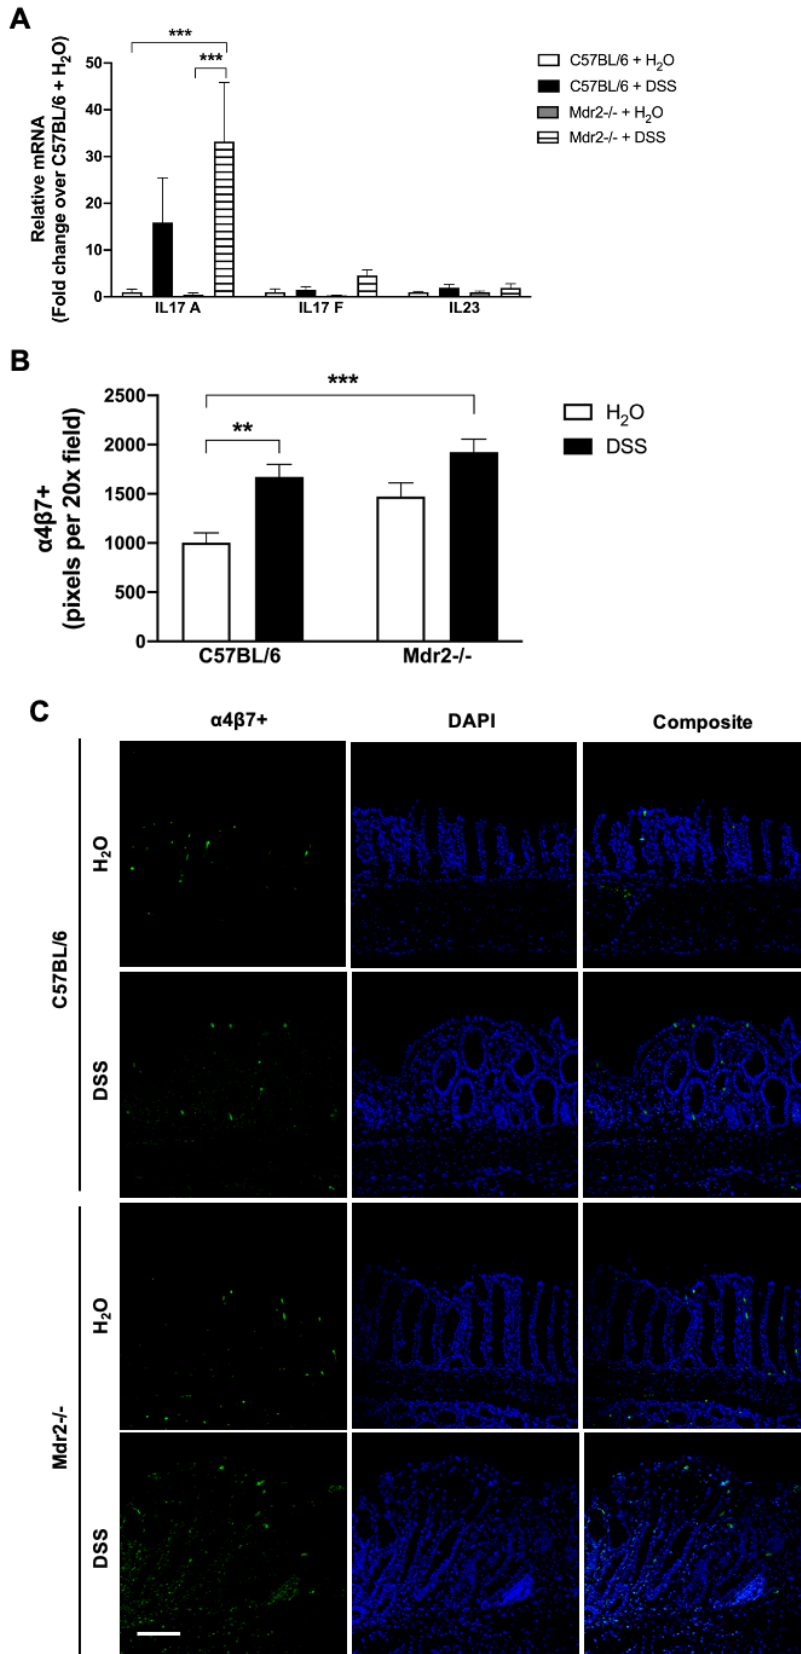 A
***
***
50
40
30
20
10
0
Relative mRNA
(Fold change over C57BL/6 + H₂O)
IL17 A
IL17 F
IL23
C57BL/6 + H₂O
C57BL/6 + DSS
Mdr2-/- + H₂O
Mdr2-/- + DSS
B
***
**
2500
2000
1500
1000
500
0
α4β7+
(pixels per 20x field)
C57BL/6
Mdr2-/-
H₂O
DSS
C
α4β7+
DAPI
Composite
C57BL/6
H₂O
DSS
Mdr2-/-
H₂O
DSS